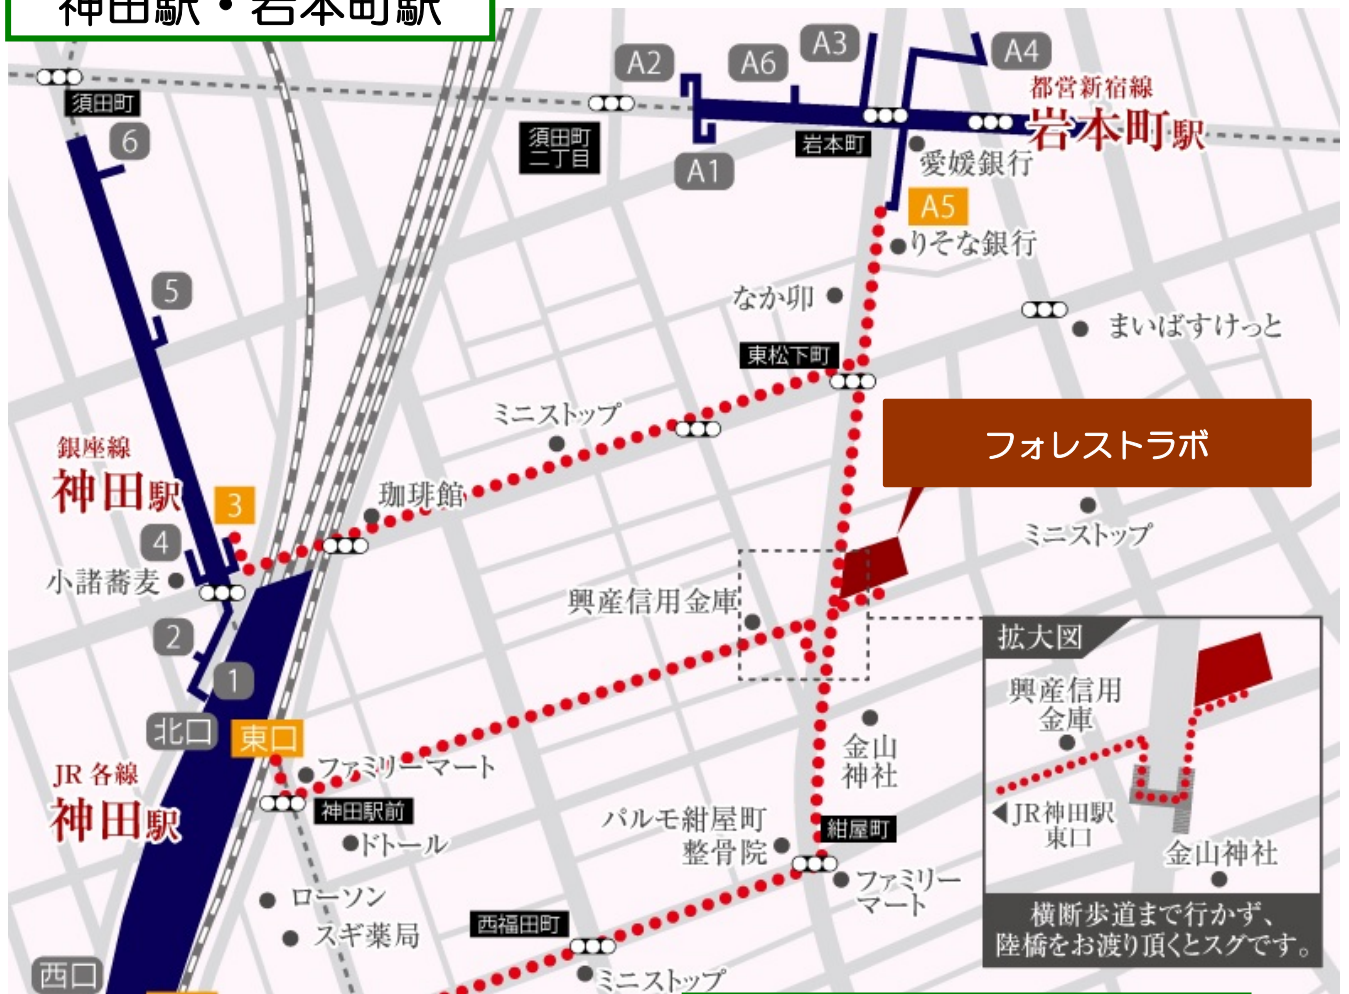 神田駅・岩本町駅
須田町
6
5
A2
A6
A3
A4
須田町
二丁目
A1
岩本町
都営新宿線
岩本町駅
愛媛銀行
A5
りそな銀行
なか卯
まいばすけっと
東松下町
ミニストップ
フォレストラボ
銀座線
神田駅
3
珈琲館
4
小諸蕎麦
ミニストップ
興産信用金庫
2
1
北口
東口
JR 各線
神田駅
ファミリーマート
神田駅前
ドトール
ローソン
スギ薬局
西口
金山
神社
パルモ紺屋町
整骨院
紺屋町
ファミリー
マート
西福田町
ミニストップ
拡大図
興産信用
金庫
JR神田駅
東口
金山神社
横断歩道まで行かず、
陸橋をお渡り頂くとスグです。